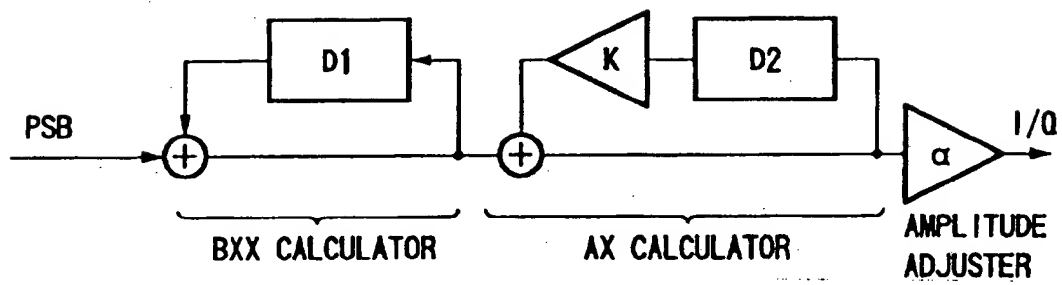 D1
K
D2
PSB
+
+
α
I/Q
BXX CALCULATOR
AX CALCULATOR
AMPLITUDE
ADJUSTER